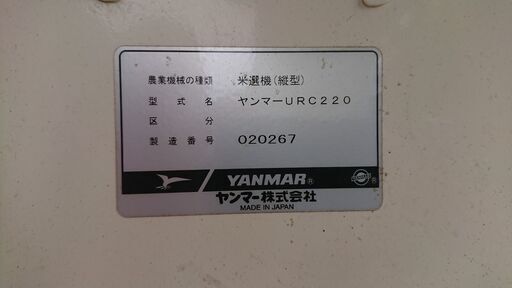 農業機械の種類 米選機(縦型)
型式名 ヤンマーURC220
区分
製造番号 020267
YANMAR®
ヤンマー株式会社
MADE IN JAPAN